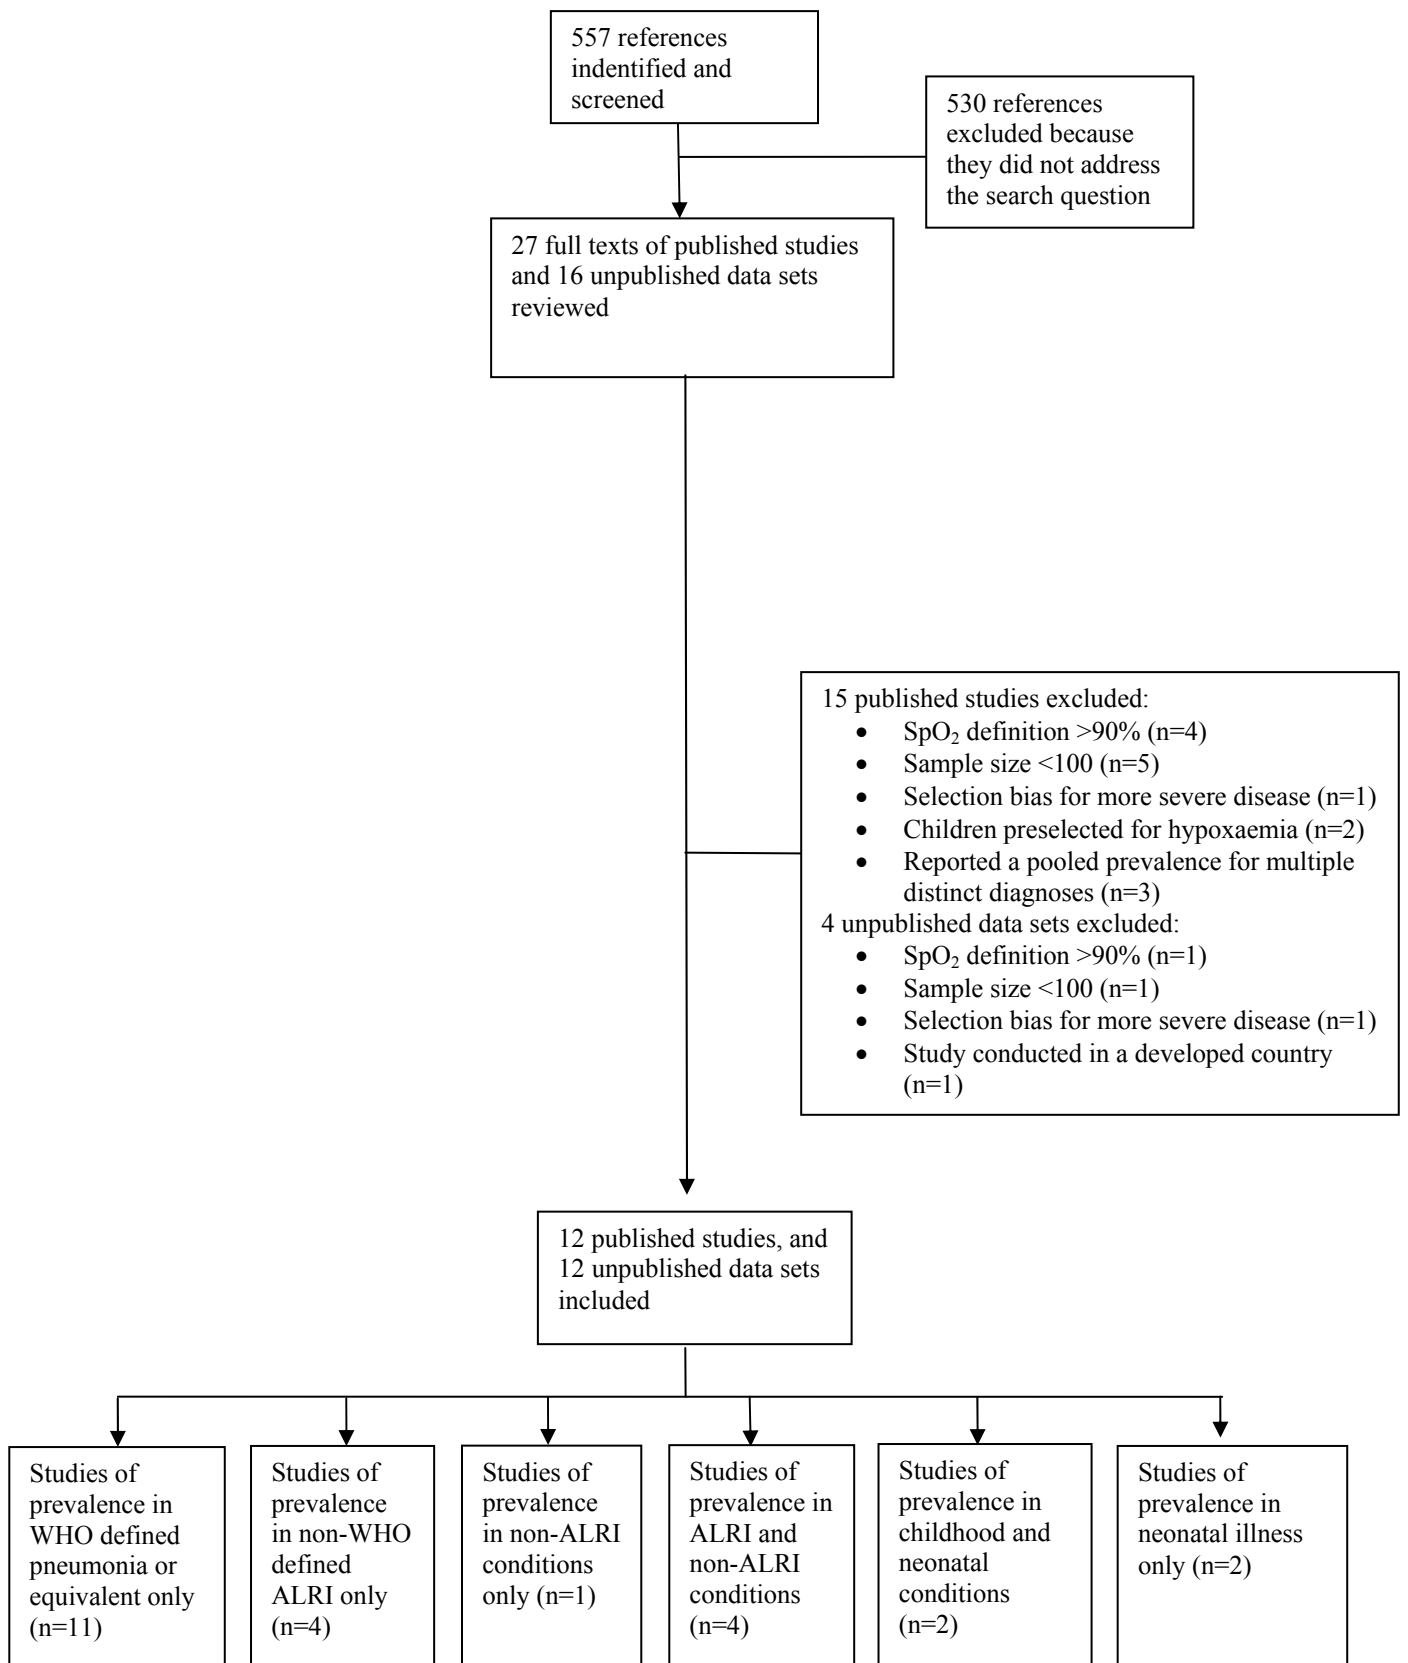 557 references
indentified and
screened
530 references
excluded because
they did not address
the search question
27 full texts of published studies
and 16 unpublished data sets
reviewed
15 published studies excluded:
• SpO₂ definition >90% (n=4)
• Sample size <100 (n=5)
• Selection bias for more severe disease (n=1)
• Children preselected for hypoxaemia (n=2)
• Reported a pooled prevalence for multiple
distinct diagnoses (n=3)
4 unpublished data sets excluded:
• SpO₂ definition >90% (n=1)
• Sample size <100 (n=1)
• Selection bias for more severe disease (n=1)
• Study conducted in a developed country
(n=1)
12 published studies, and
12 unpublished data sets
included
Studies of
prevalence in
WHO defined
pneumonia or
equivalent only
(n=11)
Studies of
prevalence
in non-WHO
defined
ALRI only
(n=4)
Studies of
prevalence
in non-ALRI
conditions
only (n=1)
Studies of
prevalence in
ALRI and
non-ALRI
conditions
(n=4)
Studies of
prevalence in
childhood and
neonatal
conditions
(n=2)
Studies of
prevalence in
neonatal illness
only (n=2)